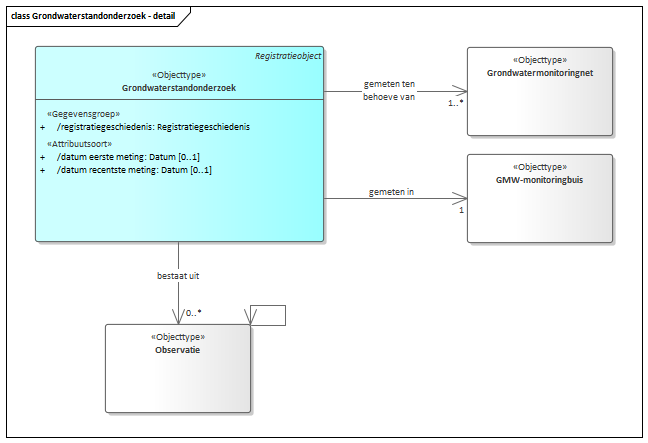 class Grondwaterstandonderzoek - detail
Registratieobject
«Objecttype»
Grondwaterstandonderzoek
«Gegevensgroep»
+ /registratiegeschiedenis: Registratiegeschiedenis
«Attribuutsoort»
+ /datum eerste meting: Datum [0..1]
+ /datum recentste meting: Datum [0..1]
gemeten ten
behoeve van
1..*
«Objecttype»
Grondwatermonitoringnet
gemeten in
1
«Objecttype»
GMW-monitoringbuis
bestaat uit
0..*
«Objecttype»
Observatie